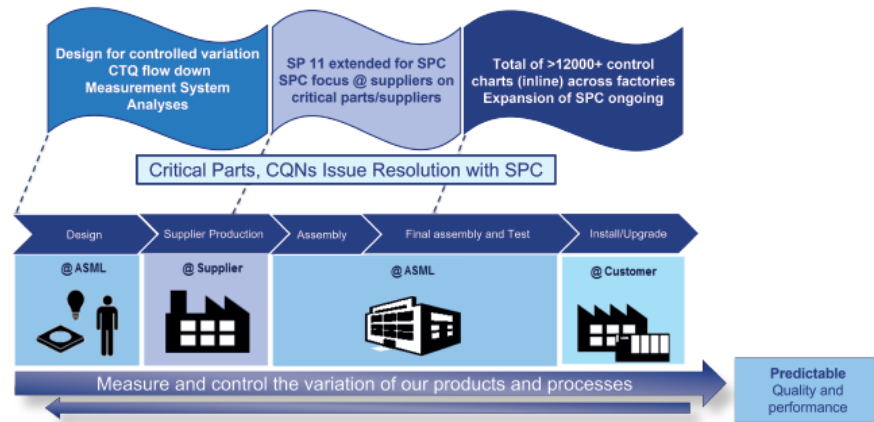 Design for controlled variation
CTQ flow down
Measurement System
Analyses
SP 11 extended for SPC
SPC focus @ suppliers on
critical parts/suppliers
Total of >12000+ control
charts (inline) across factories
Expansion of SPC ongoing
Critical Parts, CQNs Issue Resolution with SPC
Design
Supplier Production
Assembly
Final assembly and Test
Install/Upgrade
@ASML
@Supplier
@ASML
@Customer
Measure and control the variation of our products and processes
Predictable
Quality and
performance